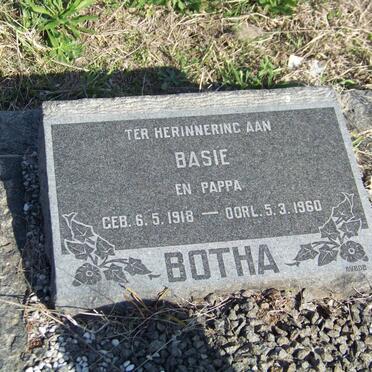 TER HERINNERING AAN
BASIE
EN PAPPA
GEB. 6.5.1918 — OORL. 5.3.1960
BOTHA